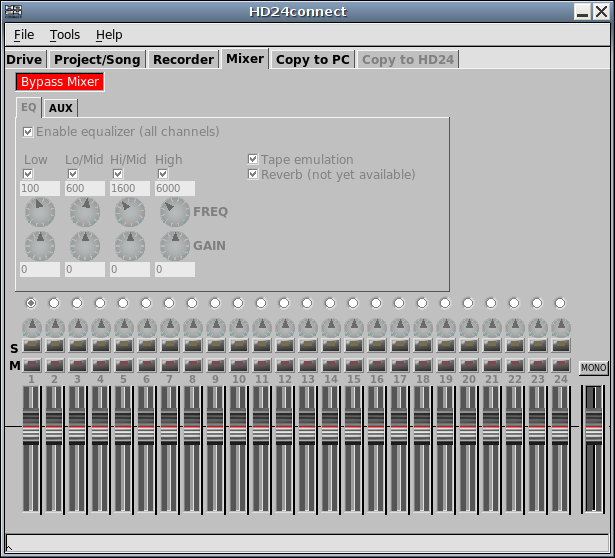 HD24connect
File Tools Help
Drive Project/Song Recorder Mixer Copy to PC Copy to HD24
Bypass Mixer
EQ AUX
Enable equalizer (all channels)
Low Lo/Mid Hi/Mid High Tape emulation
Reverb (not yet available)
100 600 1600 6000
FREQ
GAIN
0 0 0 0
S
M MONO
1 2 3 4 5 6 7 8 9 10 11 12 13 14 15 16 17 18 19 20 21 22 23 24